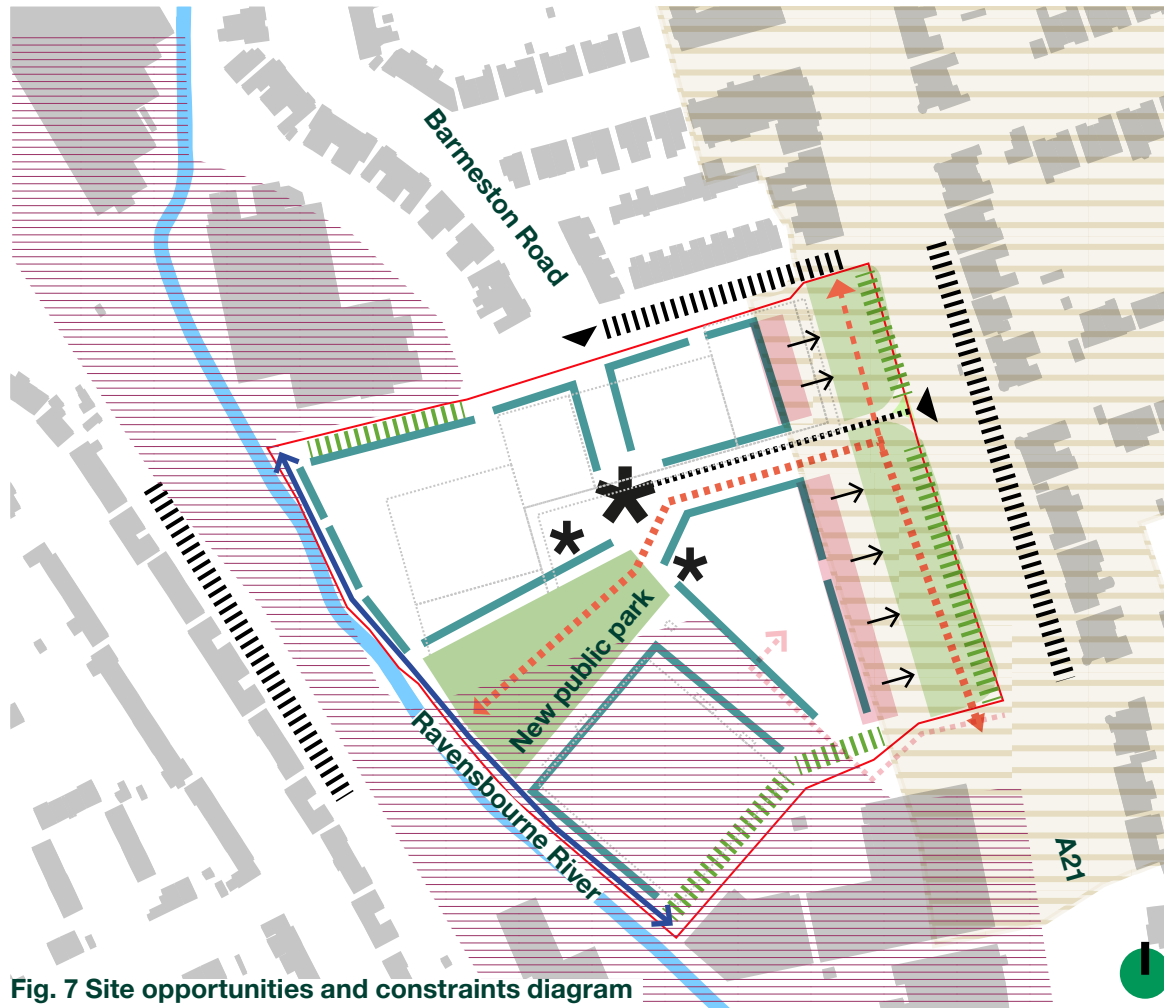 Barmeston Road
New public park
Ravensbourne River
A21
Fig. 7 Site opportunities and constraints diagram